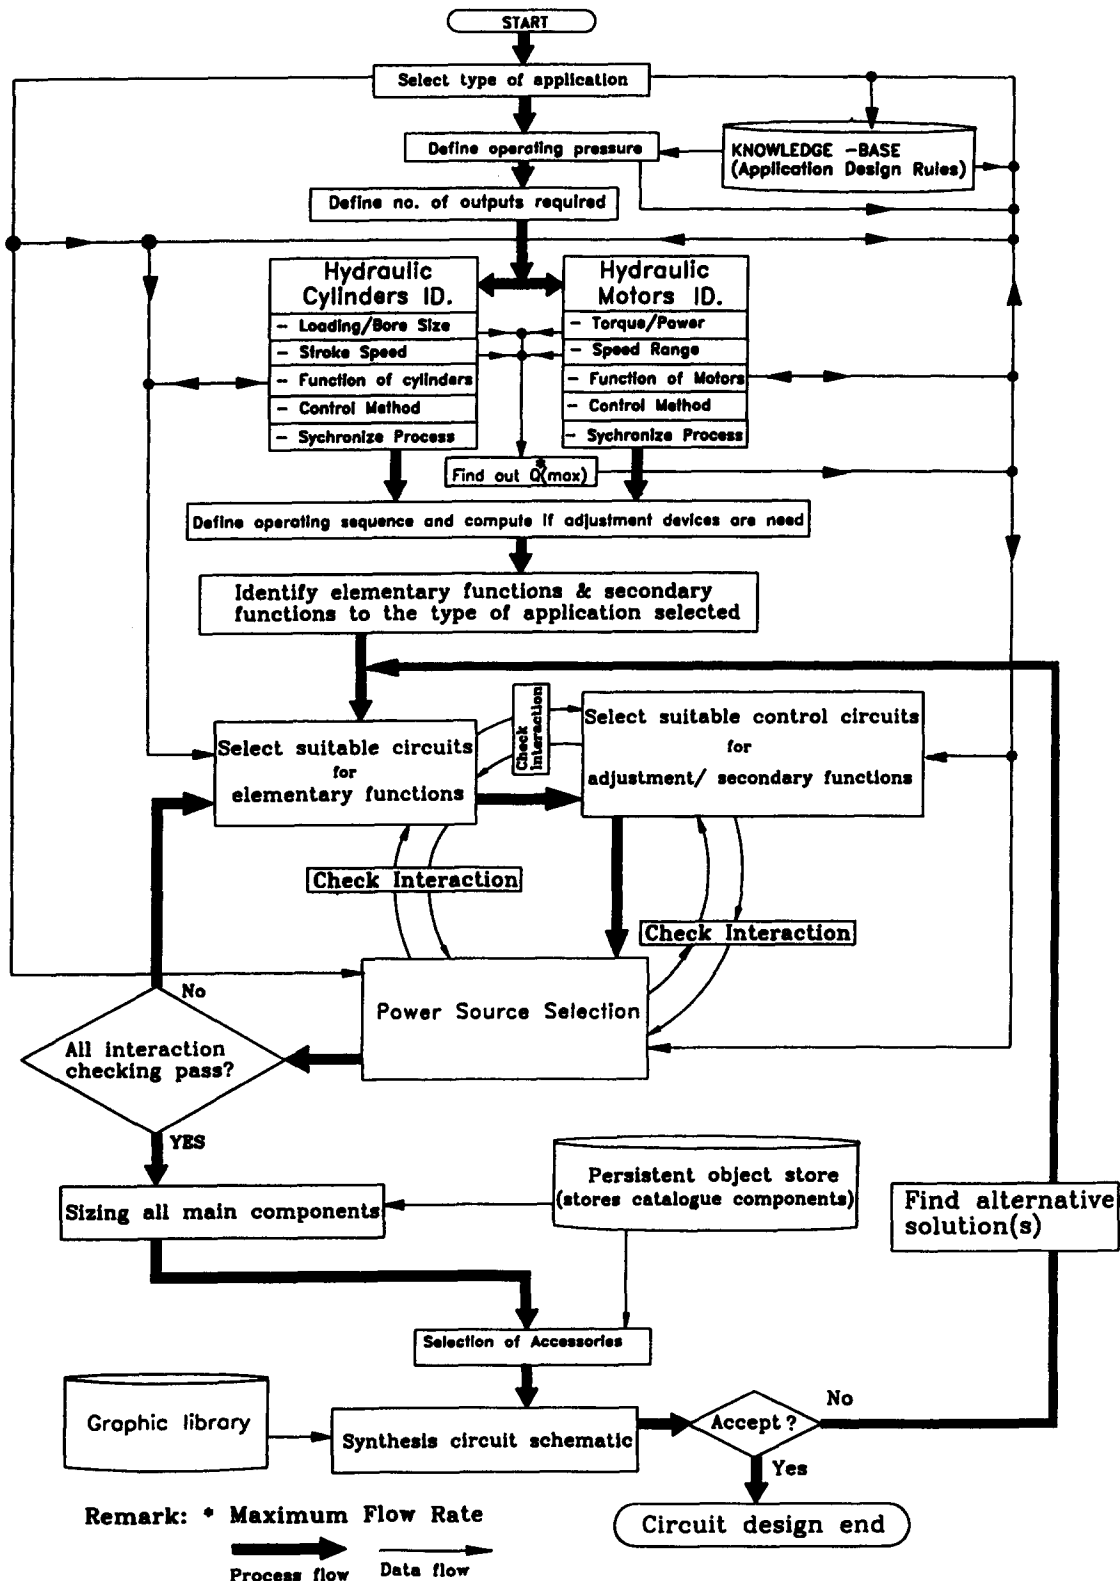 START
Select type of application
Define operating pressure
KNOWLEDGE -BASE
(Application Design Rules)
Define no. of outputs required
Hydraulic
Cylinders ID.
- Loading/Bore Size
- Stroke Speed
- Function of cylinders
- Control Method
- Sychronize Process
Hydraulic
Motors ID.
- Torque/Power
- Speed Range
- Function of Motors
- Control Method
- Sychronize Process
Find out Q*(max)
Define operating sequence and compute if adjustment devices are need
Identify elementary functions & secondary
functions to the type of application selected
Select suitable circuits
for
elementary functions
Check
Interaction
Select suitable control circuits
for
adjustment/ secondary functions
Check Interaction
Check Interaction
Power Source Selection
No
All interaction
checking pass?
YES
Sizing all main components
Persistent object store
(stores catalogue components)
Find alternative
solution(s)
Selection of Accessories
Graphic library
Synthesis circuit schematic
Accept ?
No
Yes
Circuit design end
Remark: * Maximum Flow Rate
Process flow
Data flow